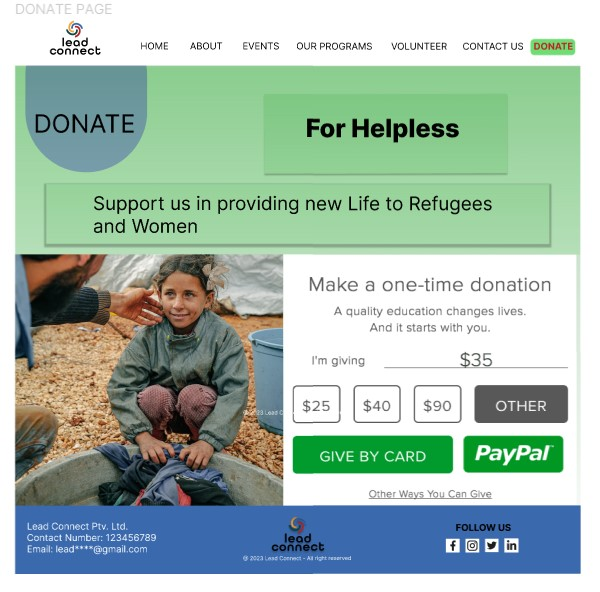 DONATE PAGE
lead
connect
HOME ABOUT EVENTS OUR PROGRAMS VOLUNTEER CONTACT US DONATE
DONATE
For Helpless
Support us in providing new Life to Refugees
and Women
Make a one-time donation
A quality education changes lives.
And it starts with you.
I'm giving $35
$25 $40 $90 OTHER
@ 2023 Lead C
GIVE BY CARD PayPal
Other Ways You Can Give
Lead Connect Ptv. Ltd.
Contact Number: 123456789
Email: lead****@gmail.com
lead
connect
@ 2023 Lead Connect - All right reserved
FOLLOW US